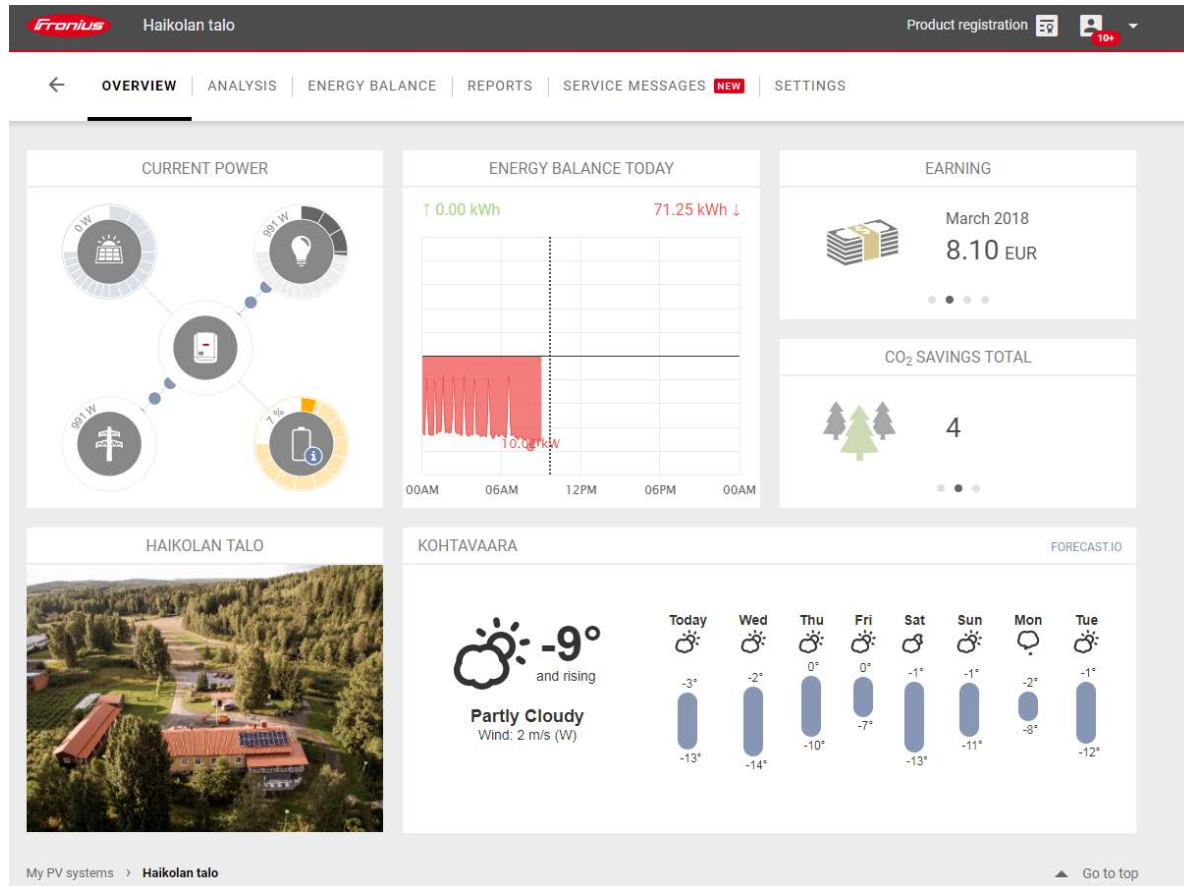 Fronius
Haikolan talo
Product registration
10+
OVERVIEW
ANALYSIS
ENERGY BALANCE
REPORTS
SERVICE MESSAGES NEW
SETTINGS
CURRENT POWER
0 W
991 W
991 W
7 %
ENERGY BALANCE TODAY
↑ 0.00 kWh
71.25 kWh ↓
kW
00AM 06AM 12PM 06PM 00AM
EARNING
March 2018
8.10 EUR
CO₂ SAVINGS TOTAL
4
HAIKOLAN TALO
KOHTAVAARA
FORECAST.IO
-9°
and rising
Partly Cloudy
Wind: 2 m/s (W)
Today Wed Thu Fri Sat Sun Mon Tue
-3° -2° 0° 0° -1° -1° -2° -1°
-13° -14° -10° -7° -13° -11° -8° -12°
My PV systems > Haikolan talo
Go to top